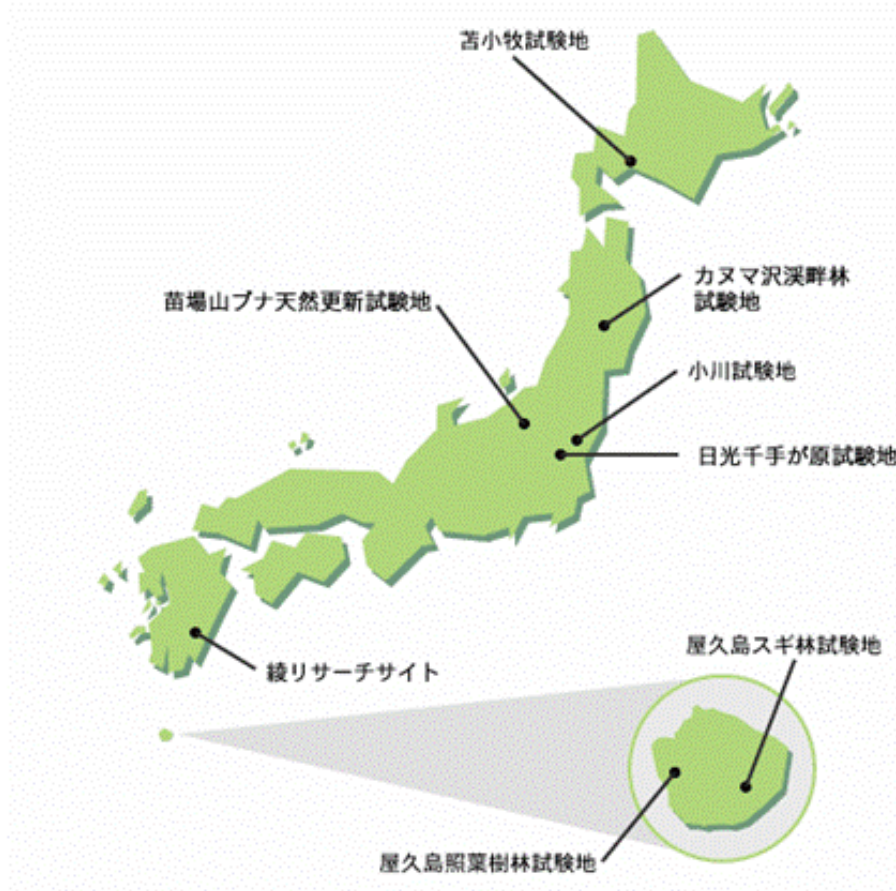 苫小牧試験地
カヌマ沢渓畔林
試験地
苗場山ブナ天然更新試験地
小川試験地
日光千手が原試験地
綾リサーチサイト
屋久島スギ林試験地
屋久島照葉樹林試験地